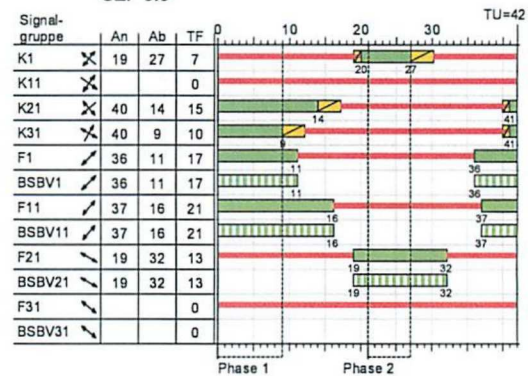 TU=42
Signal-
gruppe An Ab TF 0 10 20 30
K1 19 27 7 20 27
K11 0
K21 40 14 15 14 41
K31 40 9 10 9 41
F1 36 11 17 11 36
BSBV1 36 11 17 11 36
F11 37 16 21 16 37
BSBV11 37 16 21 16 37
F21 19 32 13 19 32
BSBV21 19 32 13 19 32
F31 0
BSBV31 0
Phase 1 Phase 2